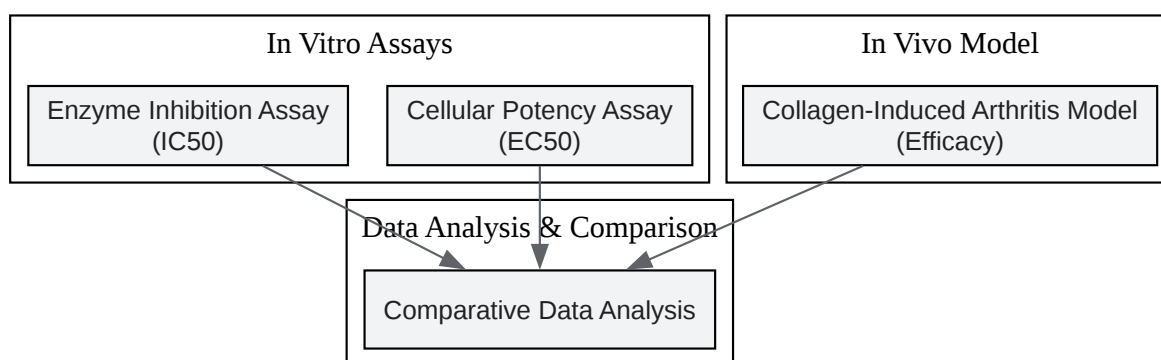 In Vitro Assays
Enzyme Inhibition Assay
(IC50)
Cellular Potency Assay
(EC50)
In Vivo Model
Collagen-Induced Arthritis Model
(Efficacy)
Data Analysis & Comparison
Comparative Data Analysis